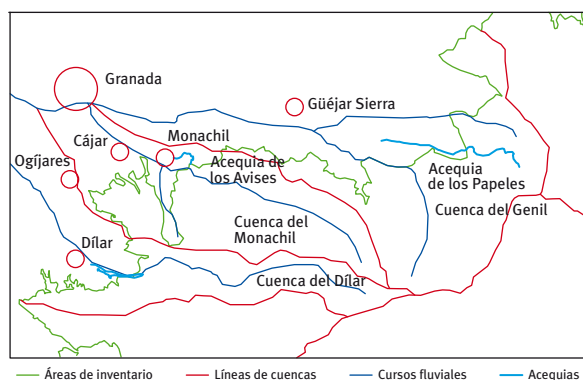 Granada
Güéjar Sierra
Cájar
Monachil
Ogíjares
Acequia de
los Avises
Acequia
de los Papeles
Cuenca del
Monachil
Cuenca del Genil
Dílar
Cuenca del Dílar
Áreas de inventario
Líneas de cuencas
Cursos fluviales
Acequias